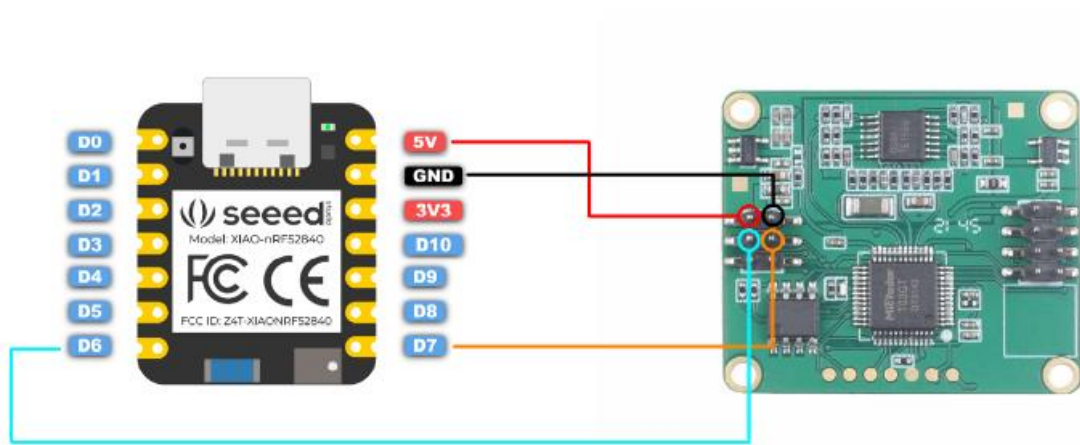 D0
D1
D2
D3
D4
D5
D6
5V
GND
3V3
D10
D9
D8
D7
seeed
studio
Model: XIAO-nRF52840
FC CE
FCC ID: Z4T-XIAONRF52840
21 45